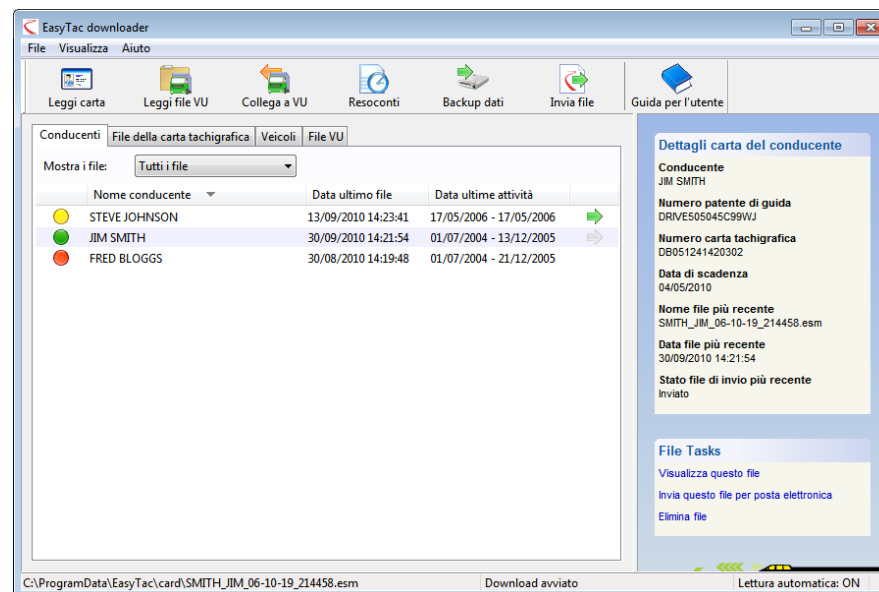 EasyTac downloader
File Visualizza Aiuto
Leggi carta Leggi file VU Collega a VU Resoconti Backup dati Invia file Guida per l'utente
Conducenti File della carta tachigrafica Veicoli File VU
Mostra i file: Tutti i file
Nome conducente Data ultimo file Data ultime attività
STEVE JOHNSON 13/09/2010 14:23:41 17/05/2006 - 17/05/2006
JIM SMITH 30/09/2010 14:21:54 01/07/2004 - 13/12/2005
FRED BLOGGS 30/08/2010 14:19:48 01/07/2004 - 21/12/2005
Dettagli carta del conducente
Conducente
JIM SMITH
Numero patente di guida
DRIVE505045C99WJ
Numero carta tachigrafica
DB051241420302
Data di scadenza
04/05/2010
Nome file più recente
SMITH_JIM_06-10-19_214458.esm
Data file più recente
30/09/2010 14:21:54
Stato file di invio più recente
Inviato
File Tasks
Visualizza questo file
Invia questo file per posta elettronica
Elimina file
C:\ProgramData\EasyTac\card\SMITH_JIM_06-10-19_214458.esm Download avviato Lettura automatica: ON